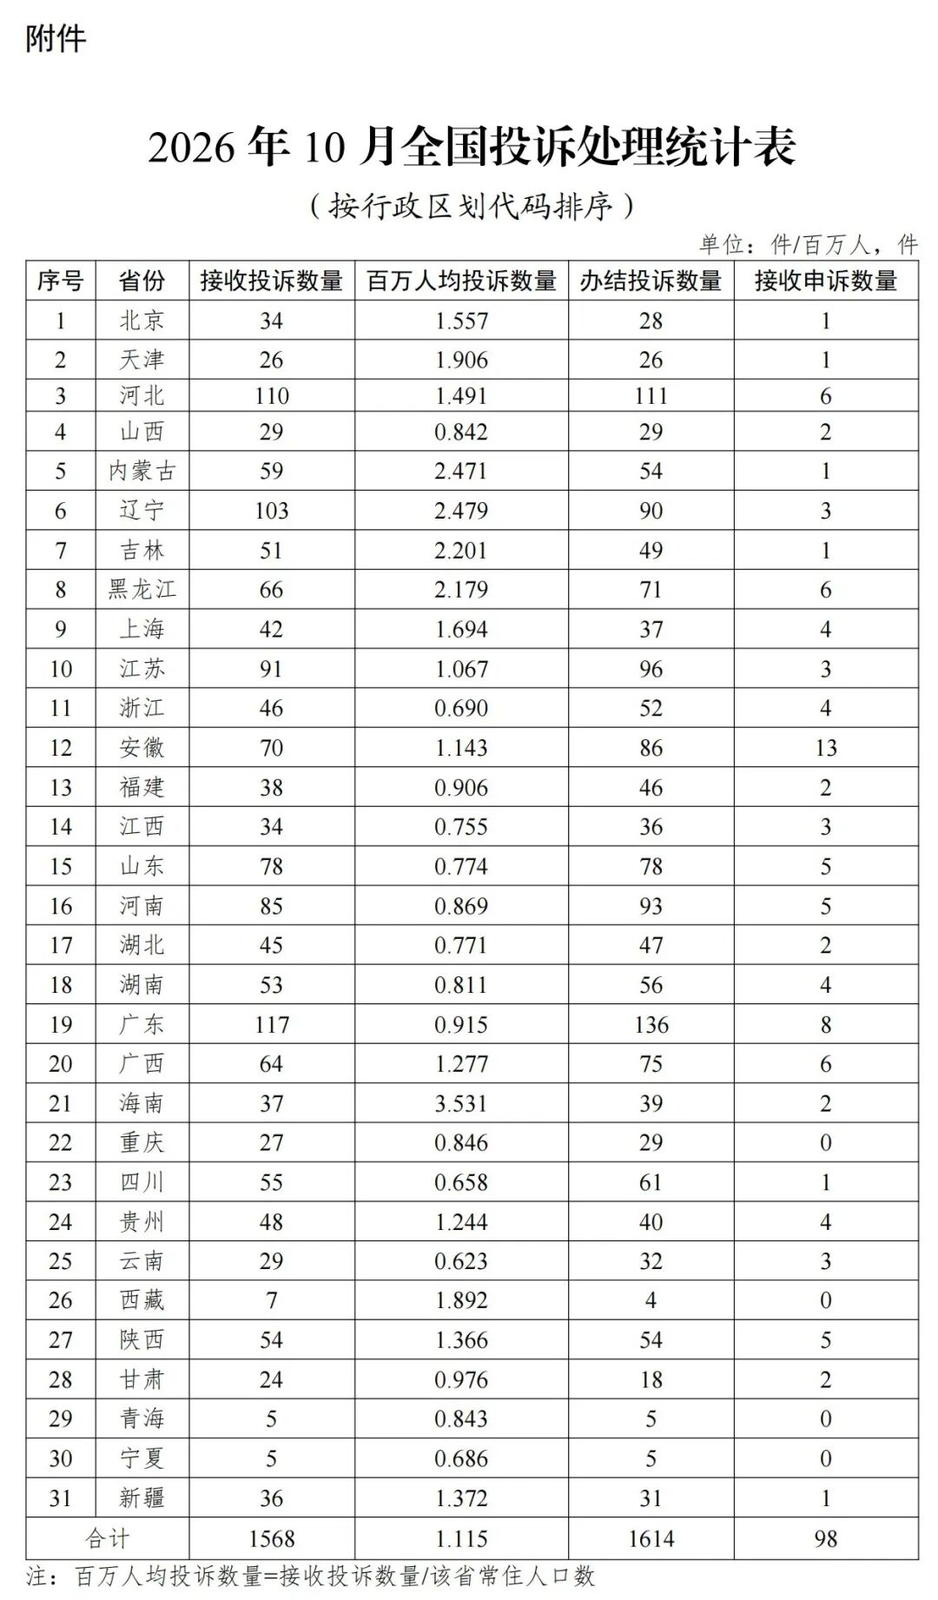 附件
2026 年 10 月全国投诉处理统计表
（按行政区划代码排序）
单位：件/百万人，件
序号 省份 接收投诉数量 百万人均投诉数量 办结投诉数量 接收申诉数量
1 北京 34 1.557 28 1
2 天津 26 1.906 26 1
3 河北 110 1.491 111 6
4 山西 29 0.842 29 2
5 内蒙古 59 2.471 54 1
6 辽宁 103 2.479 90 3
7 吉林 51 2.201 49 1
8 黑龙江 66 2.179 71 6
9 上海 42 1.694 37 4
10 江苏 91 1.067 96 3
11 浙江 46 0.690 52 4
12 安徽 70 1.143 86 13
13 福建 38 0.906 46 2
14 江西 34 0.755 36 3
15 山东 78 0.774 78 5
16 河南 85 0.869 93 5
17 湖北 45 0.771 47 2
18 湖南 53 0.811 56 4
19 广东 117 0.915 136 8
20 广西 64 1.277 75 6
21 海南 37 3.531 39 2
22 重庆 27 0.846 29 0
23 四川 55 0.658 61 1
24 贵州 48 1.244 40 4
25 云南 29 0.623 32 3
26 西藏 7 1.892 4 0
27 陕西 54 1.366 54 5
28 甘肃 24 0.976 18 2
29 青海 5 0.843 5 0
30 宁夏 5 0.686 5 0
31 新疆 36 1.372 31 1
合计 1568 1.115 1614 98
注：百万人均投诉数量=接收投诉数量/该省常住人口数